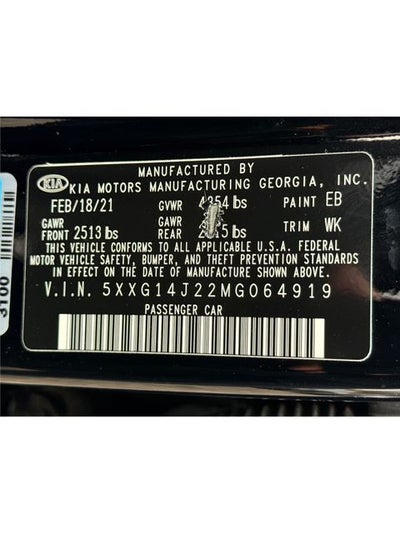 MANUFACTURED BY
KIA KIA MOTORS MANUFACTURING GEORGIA, INC.
FEB/18/21 GVWR lbs PAINT EB
GAWR FRONT 2513 lbs GAWR REAR lbs TRIM WK
THIS VEHICLE CONFORMS TO ALL APPLICABLE U.S.A. FEDERAL
MOTOR VEHICLE SAFETY, BUMPER, AND THEFT PREVENTION STANDARDS
IN EFFECT ON THE DATE OF MANUFACTURE SHOWN ABOVE.
V.I.N. 5XXG14J22MG064919
PASSENGER CAR
3100